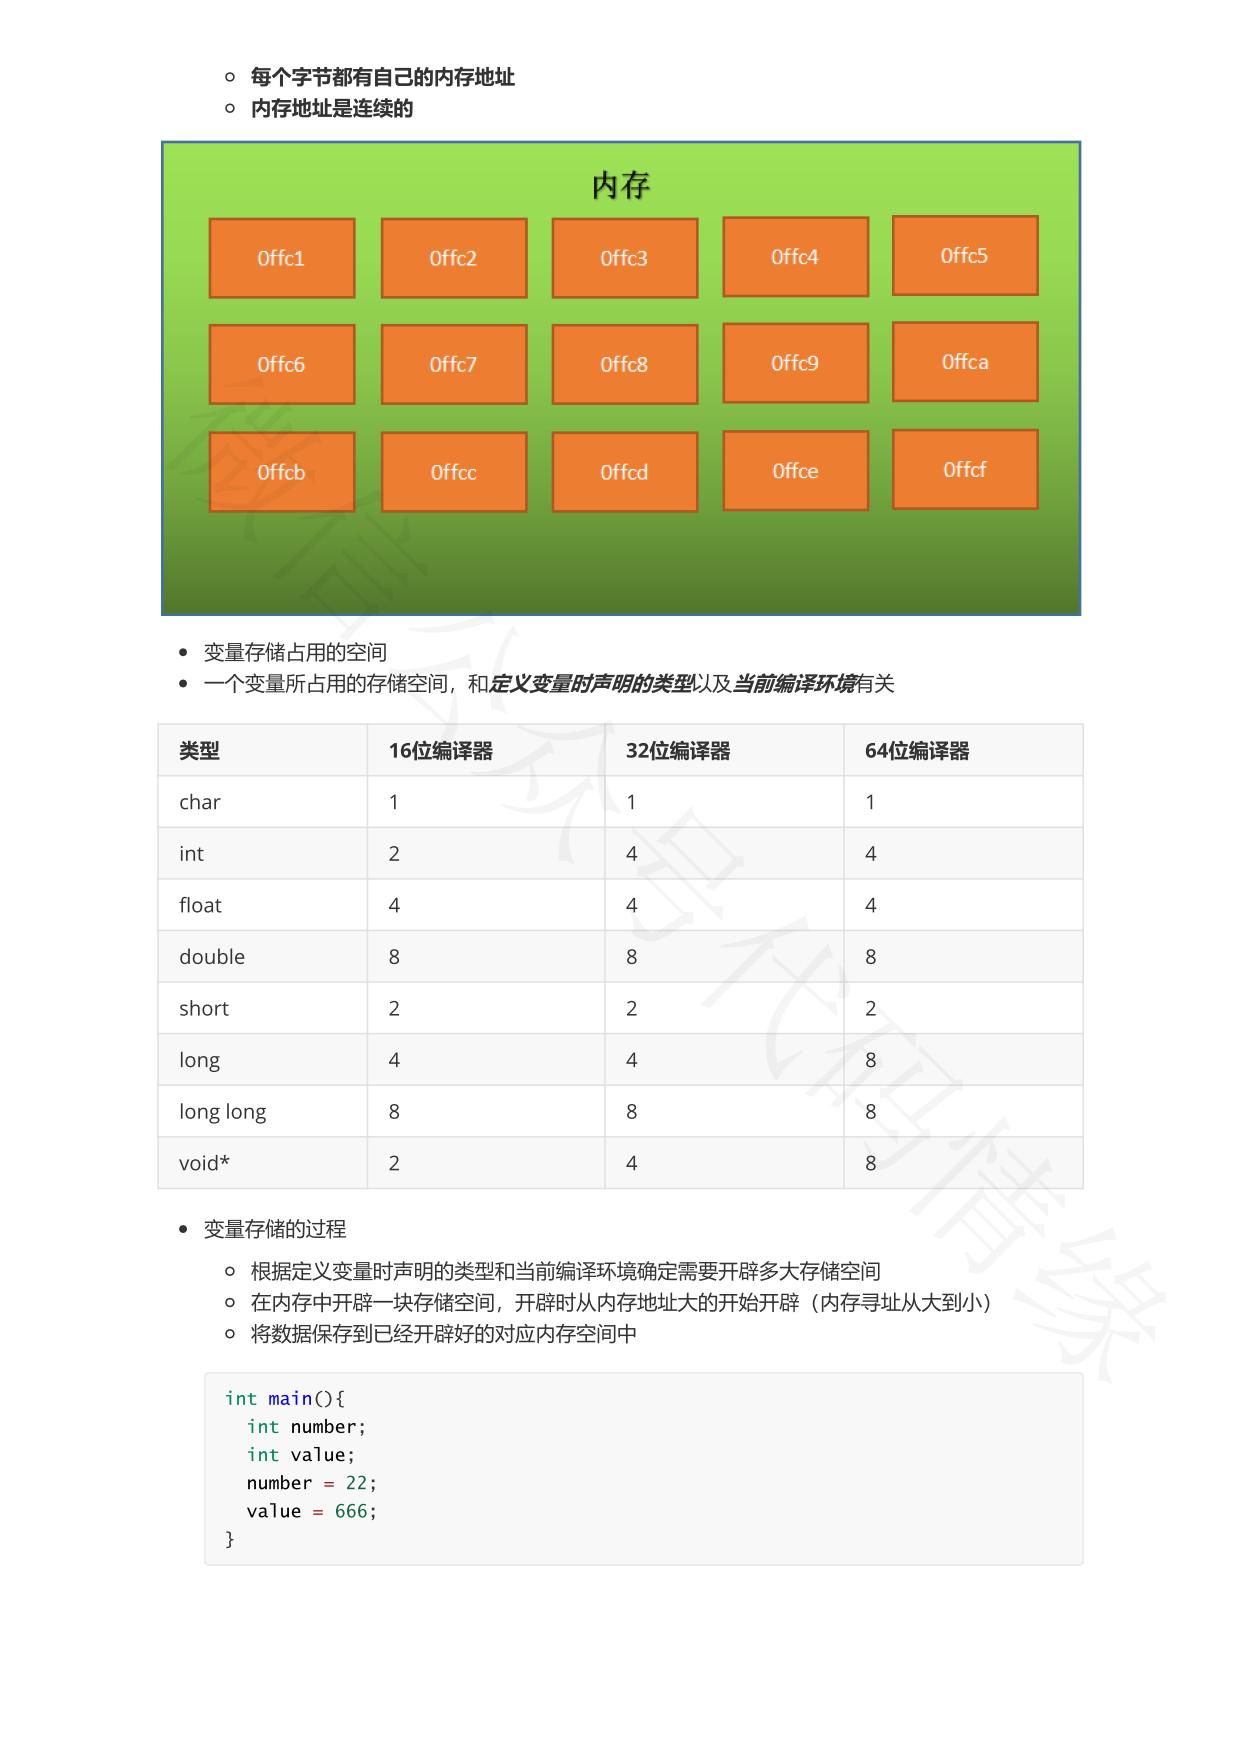 每个字节都有自己的内存地址
内存地址是连续的
内存
0ffc1 0ffc2 0ffc3 0ffc4 0ffc5
0ffc6 0ffc7 0ffc8 0ffc9 0ffca
0ffcb 0ffcc 0ffcd 0ffce 0ffcf
变量存储占用的空间
一个变量所占用的存储空间，和定义变量时声明的类型以及当前编译环境有关
类型 16位编译器 32位编译器 64位编译器
char 1 1 1
int 2 4 4
float 4 4 4
double 8 8 8
short 2 2 2
long 4 4 8
long long 8 8 8
void* 2 4 8
变量存储的过程
根据定义变量时声明的类型和当前编译环境确定需要开辟多大存储空间
在内存中开辟一块存储空间，开辟时从内存地址大的开始开辟（内存寻址从大到小）
将数据保存到已经开辟好的对应内存空间中
int main(){
int number;
int value;
number = 22;
value = 666;
}
微信公众号代码情缘